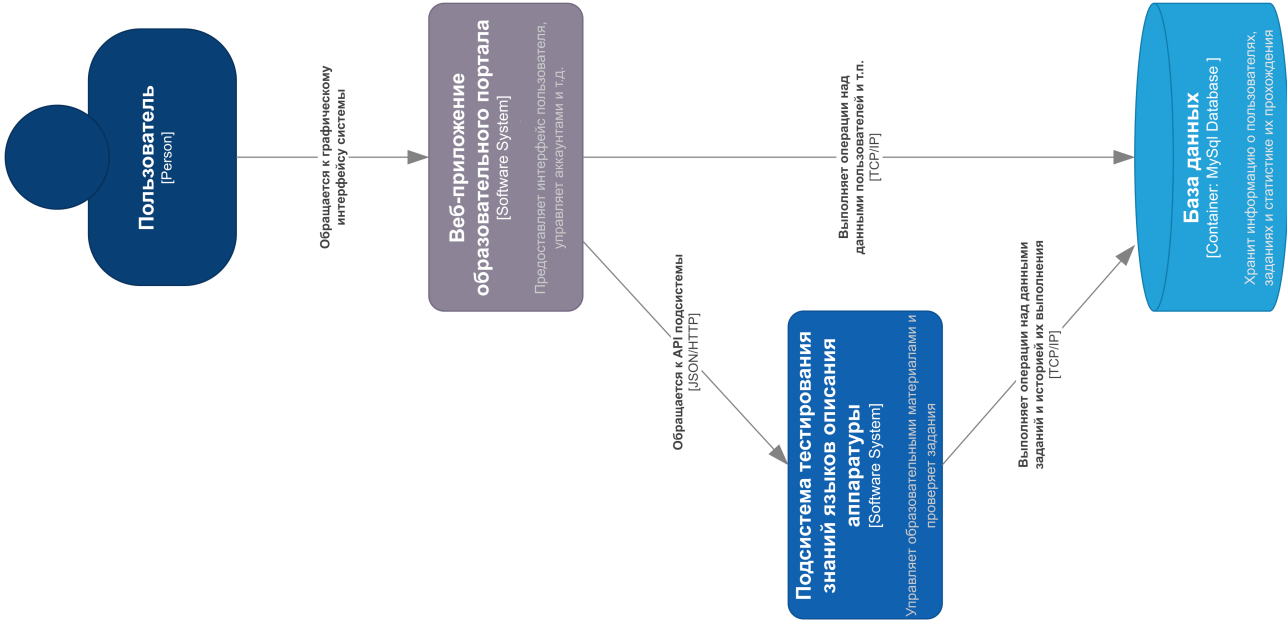 Пользователь
[Person]
Обращается к графическому
интерфейсу системы
Веб-приложение
образовательного портала
[Software System]
Предоставляет интерфейс пользователя,
управляет аккаунтами и т.д.
Обращается к API подсистемы
[JSON/HTTP]
Выполняет операции над
данными пользователей и т.п.
[TCP/IP]
Подсистема тестирования
знаний языков описания
аппаратуры
[Software System]
Управляет образовательными материалами и
проверяет задания
Выполняет операции над данными
заданий и историей их выполнения
[TCP/IP]
База данных
[Container: MySql Database ]
Хранит информацию о пользователях,
заданиях и статистике их прохождения